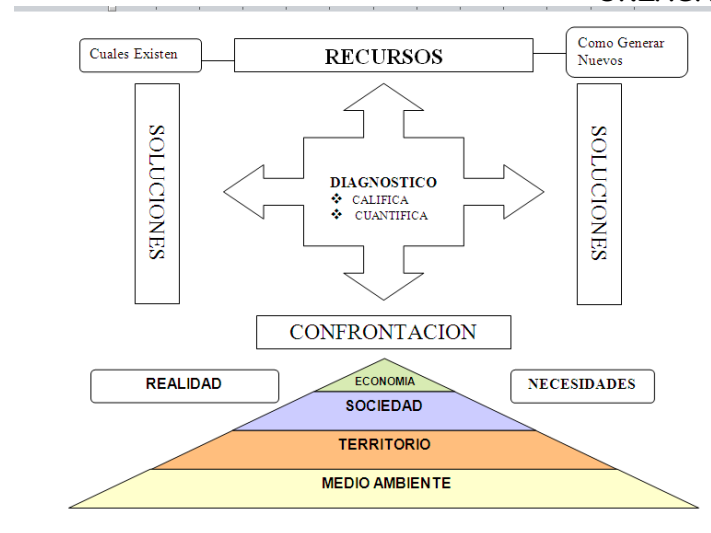 Cuales Existen
RECURSOS
Como Generar
Nuevos
SOLUCIONES
DIAGNOSTICO
❖ CALIFICA
❖ CUANTIFICA
SOLUCIONES
CONFRONTACION
REALIDAD
ECONOMIA
NECESIDADES
SOCIEDAD
TERRITORIO
MEDIO AMBIENTE